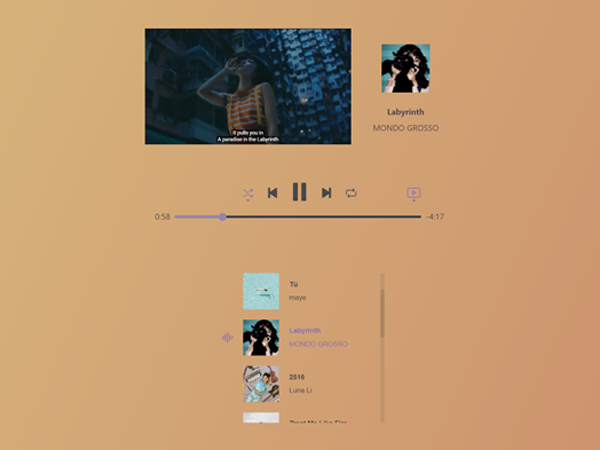 It pulls you in
A paradise in the Labyrinth
Labyrinth
MONDO GROSSO
0:58
-4:17
Tú
maye
Labyrinth
MONDO GROSSO
2516
Luna Li